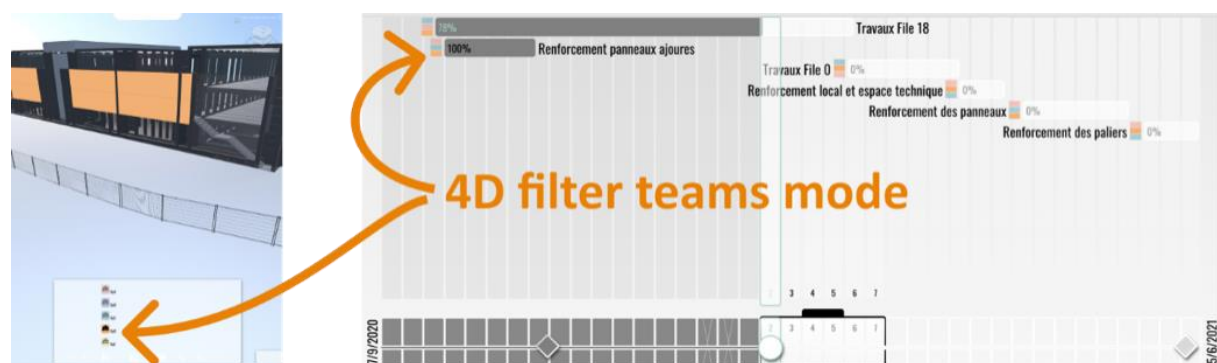 78%
Travaux File 18
100%
Renforcement panneaux ajoures
Travaux File 0
0%
Renforcement local et espace technique
0%
Renforcement des panneaux
0%
Renforcement des paliers
0%
4D filter teams mode
3 4 5 6 7
3 4 5 6 7
7/9/2020
5/6/2021